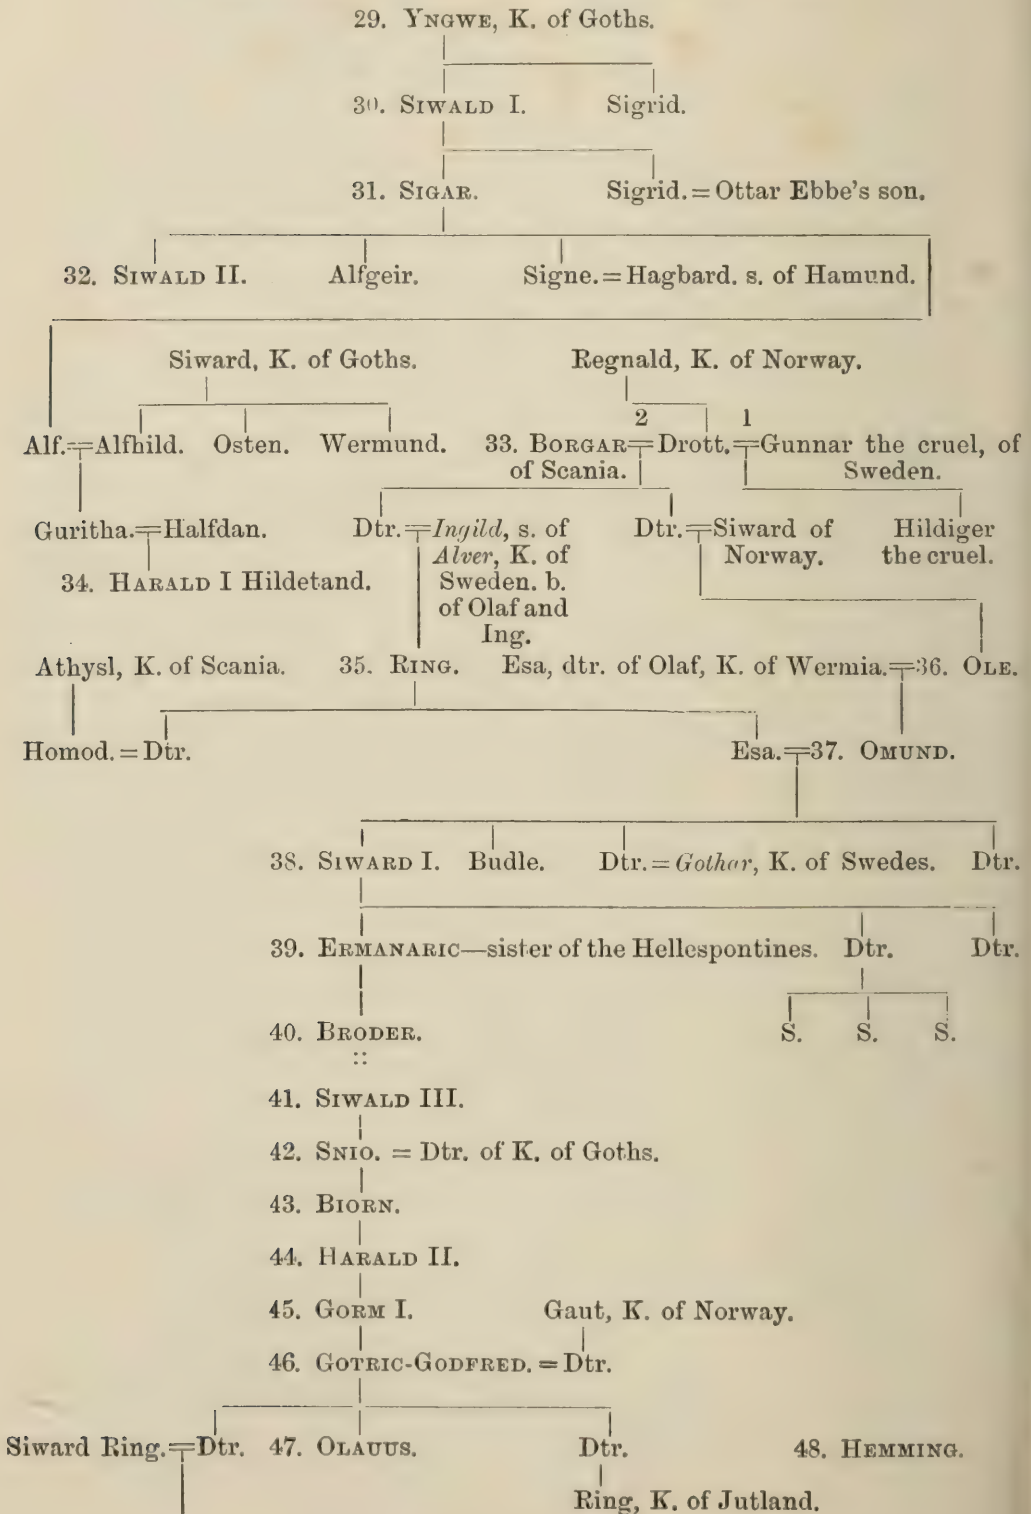 29. YNGWE, K. of Goths.
30. SIWALD I. Sigrid.
31. SIGAR. Sigrid. = Ottar Ebbe's son.
32. SIWALD II. Alfgeir. Signe. = Hagbard. s. of Hamund.
Siward, K. of Goths. Regnald, K. of Norway.
2 1
Alf. = Alfhild. Osten. Wermund. 33. BORGAR = Drott. = Gunnar the cruel, of
of Scania. Sweden.
Guritha. = Halfdan. Dtr. = Ingild, s. of Dtr. = Siward of Hildiger
Alver, K. of Norway. the cruel.
34. HARALD I Hildetand. Sweden. b.
of Olaf and
Ing.
Athysl, K. of Scania. 35. RING. Esa, dtr. of Olaf, K. of Wermia. = 36. OLE.
Homod. = Dtr. Esa. = 37. OMUND.
38. SIWARD I. Budle. Dtr. = Gothar, K. of Swedes. Dtr.
39. ERMANARIC—sister of the Hellespontines. Dtr. Dtr.
40. BRODER. S. S. S.
41. SIWALD III.
42. SNIO. = Dtr. of K. of Goths.
43. BIORN.
44. HARALD II.
45. GORM I. Gaut, K. of Norway.
46. GOTRIC-GODFRED. = Dtr.
Siward Ring. = Dtr. 47. OLAUUS. Dtr. 48. HEMMING.
Ring, K. of Jutland.